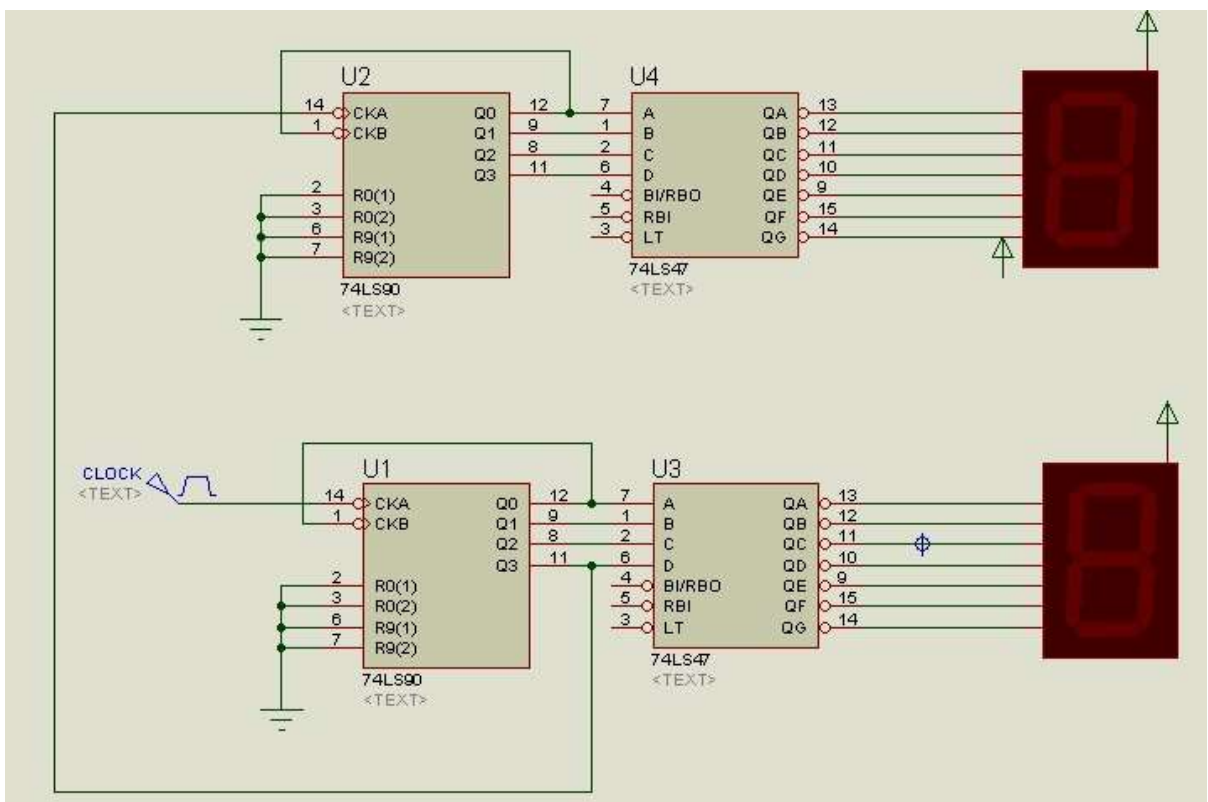 U2 U4
14 CKA Q0 12 7 A QA 13
1 CKB Q1 9 1 B QB 12
Q2 8 2 C QC 11
Q3 11 6 D QD 10
2 R0(1) 4 BI/RBO QE 9
3 R0(2) 5 RBI QF 15
6 R9(1) 3 LT QG 14
7 R9(2)
74LS90 74LS47
<TEXT> <TEXT>
U1 U3
CLOCK
<TEXT>
14 CKA Q0 12 7 A QA 13
1 CKB Q1 9 1 B QB 12
Q2 8 2 C QC 11
Q3 11 6 D QD 10
2 R0(1) 4 BI/RBO QE 9
3 R0(2) 5 RBI QF 15
6 R9(1) 3 LT QG 14
7 R9(2)
74LS90 74LS47
<TEXT> <TEXT>